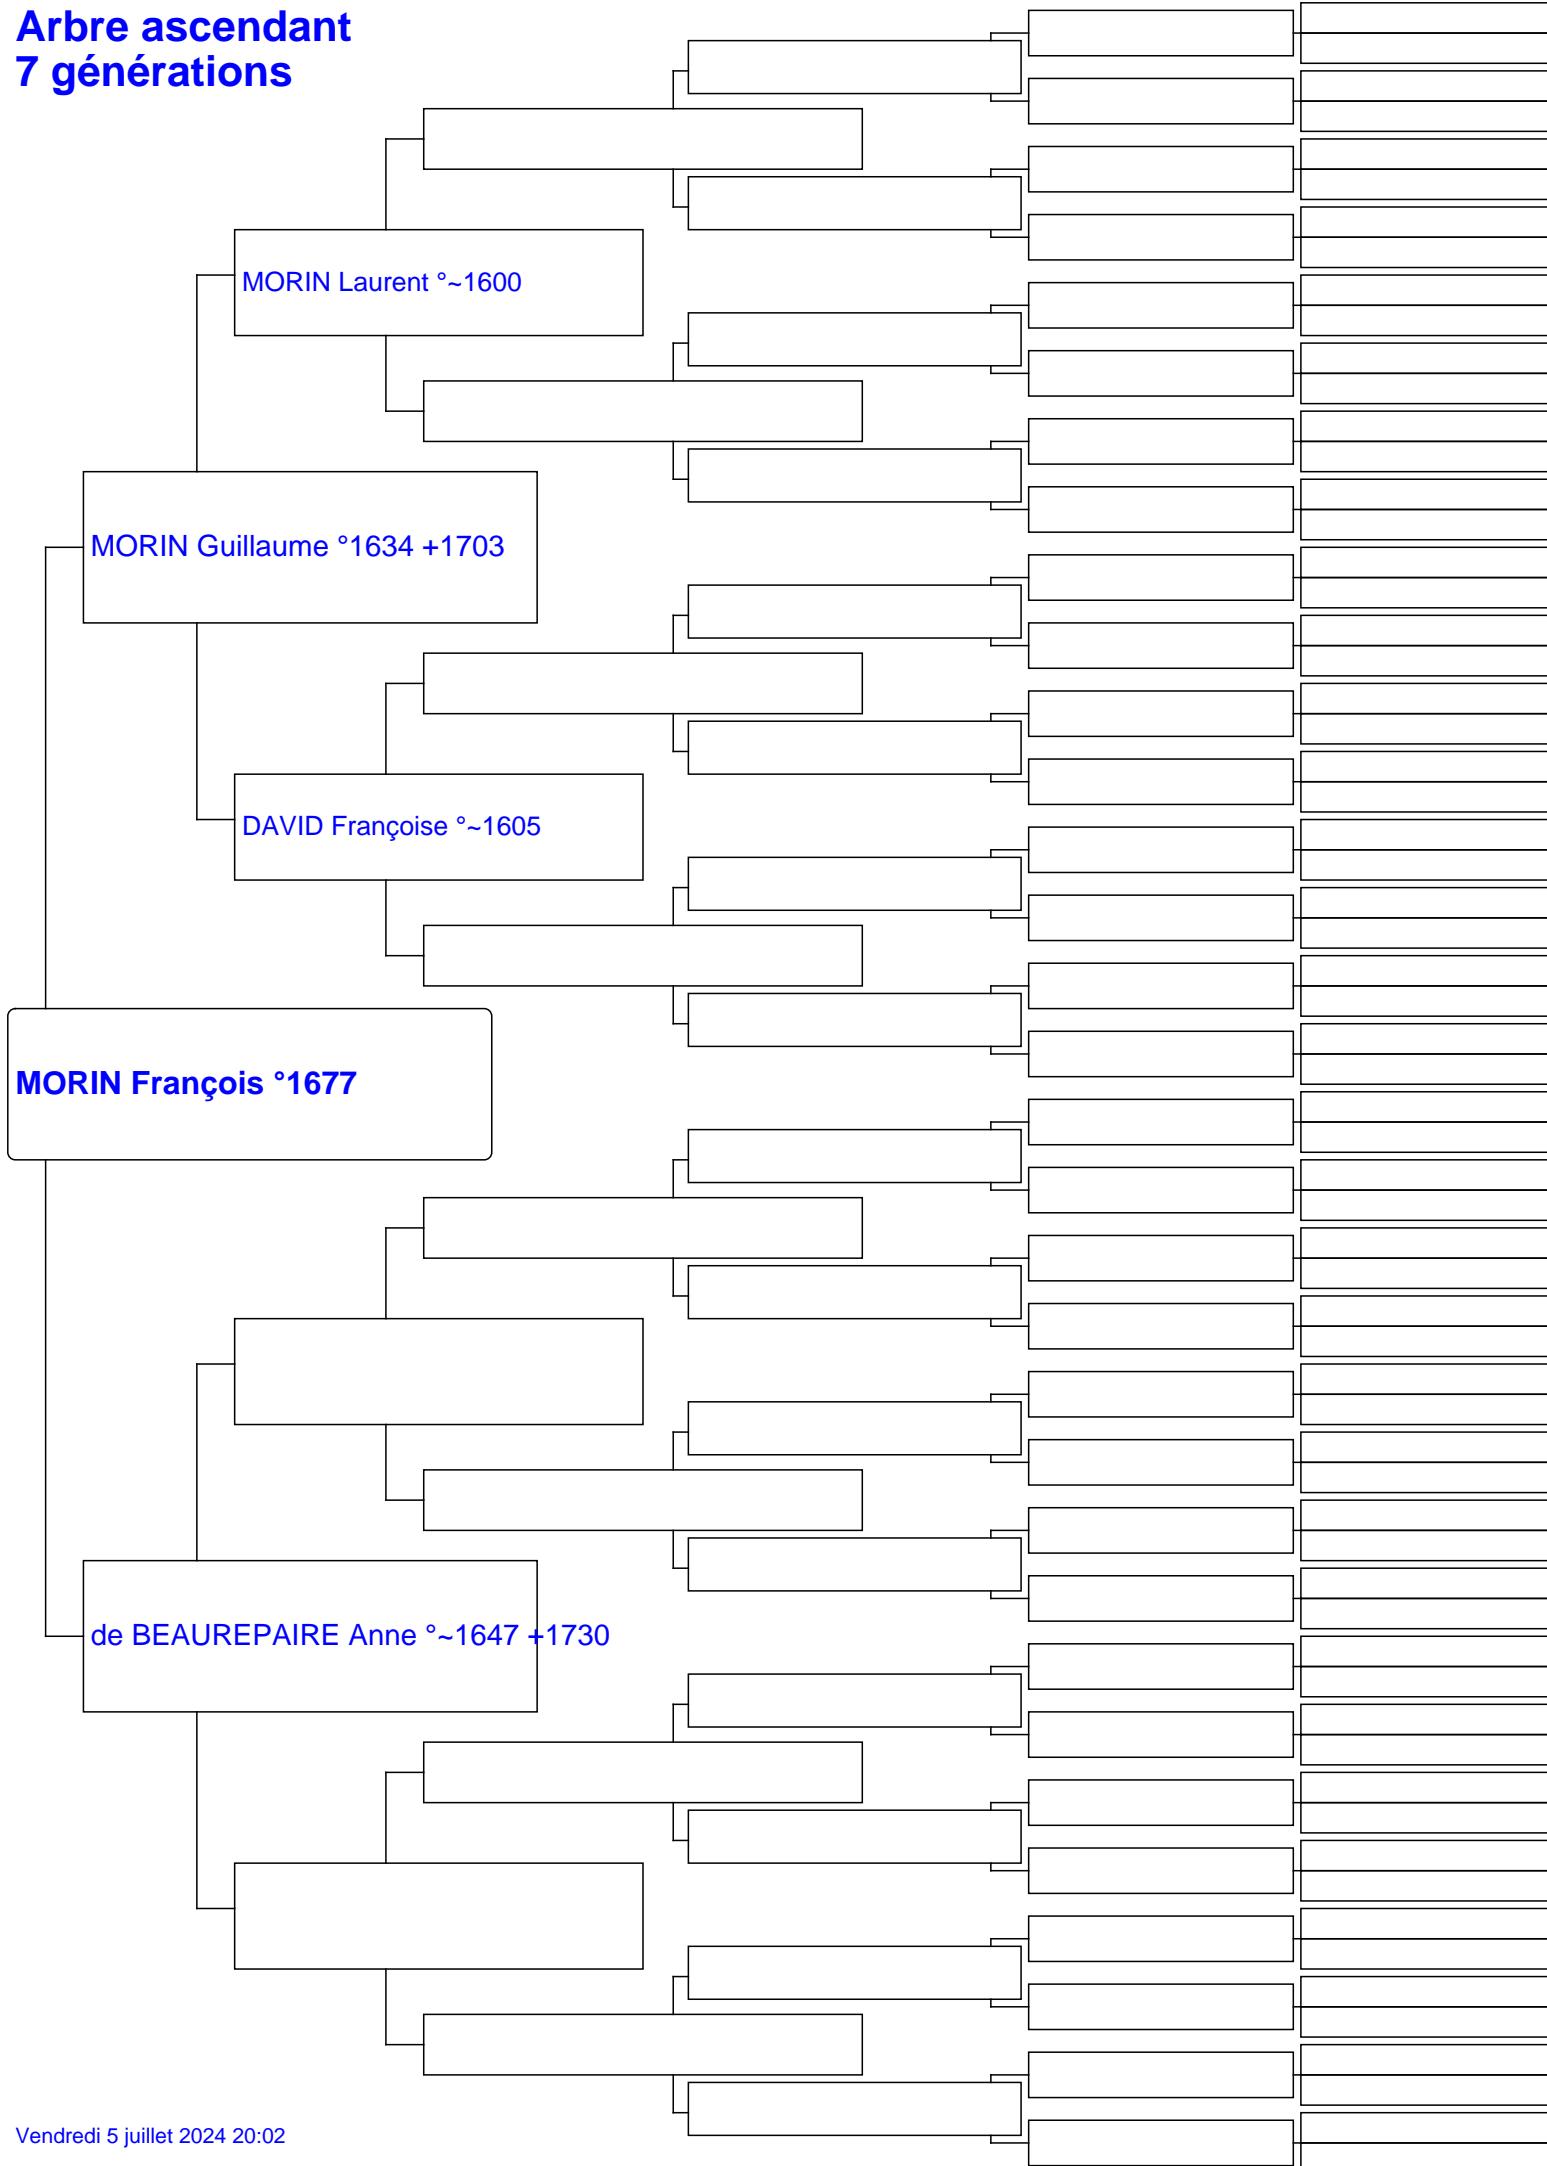 Arbre ascendant
7 générations
MORIN Laurent °~1600
MORIN Guillaume °1634 +1703
DAVID Françoise °~1605
MORIN François °1677
de BEAUREPAIRE Anne °~1647 +1730
Vendredi 5 juillet 2024 20:02